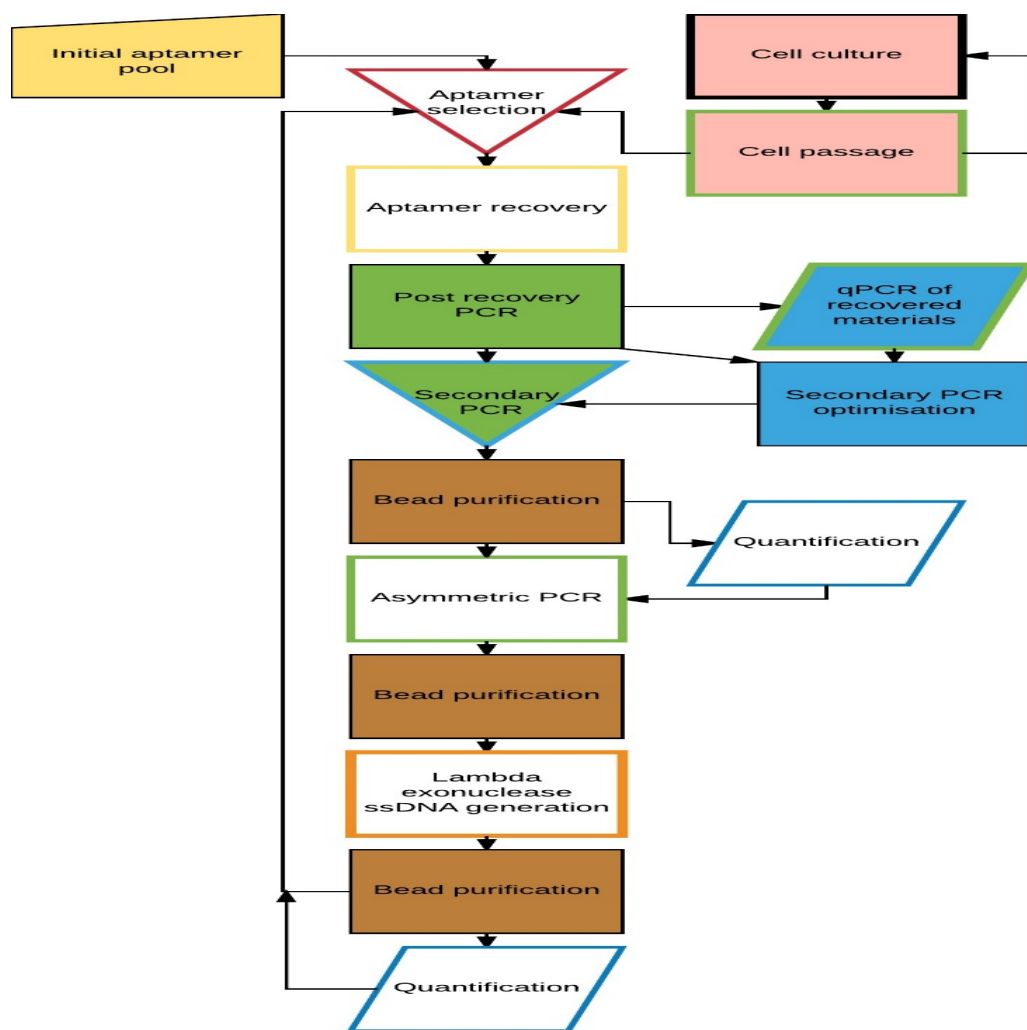 Initial aptamer
pool
Cell culture
Aptamer
selection
Cell passage
Aptamer recovery
Post recovery
PCR
qPCR of
recovered
materials
Secondary
PCR
Secondary PCR
optimisation
Bead purification
Quantification
Asymmetric PCR
Bead purification
Lambda
exonuclease
ssDNA generation
Bead purification
Quantification